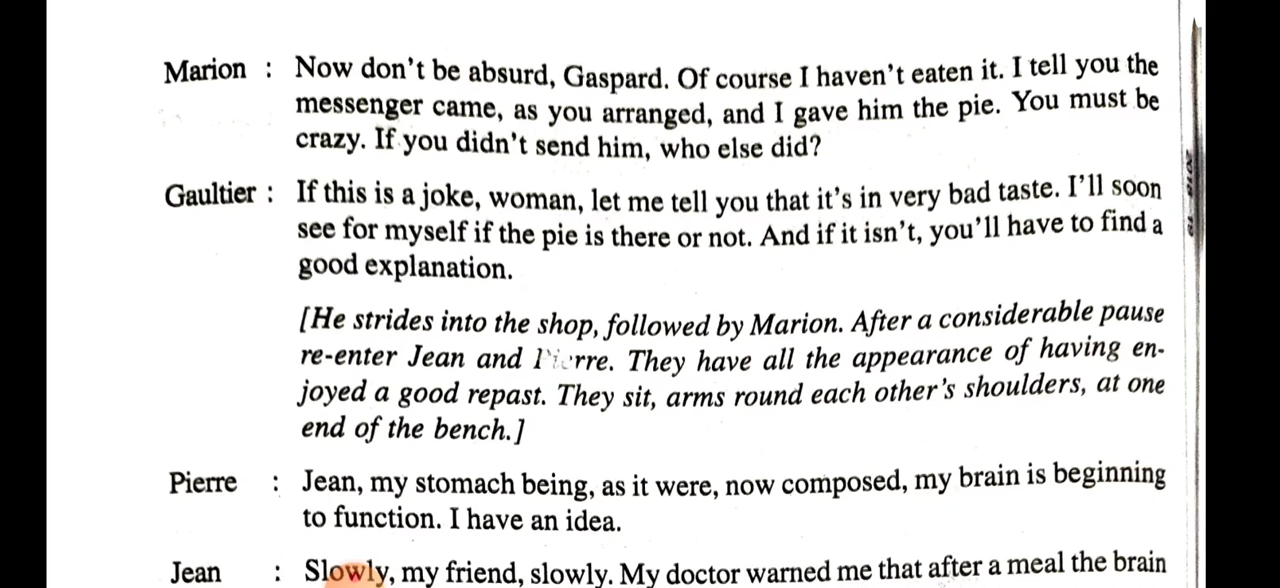 Marion : Now don't be absurd, Gaspard. Of course I haven't eaten it. I tell you the
messenger came, as you arranged, and I gave him the pie. You must be
crazy. If you didn't send him, who else did?
Gaultier : If this is a joke, woman, let me tell you that it's in very bad taste. I'll soon
see for myself if the pie is there or not. And if it isn't, you'll have to find a
good explanation.
[He strides into the shop, followed by Marion. After a considerable pause
re-enter Jean and Pierre. They have all the appearance of having en-
joyed a good repast. They sit, arms round each other's shoulders, at one
end of the bench.]
Pierre : Jean, my stomach being, as it were, now composed, my brain is beginning
to function. I have an idea.
Jean : Slowly, my friend, slowly. My doctor warned me that after a meal the brain